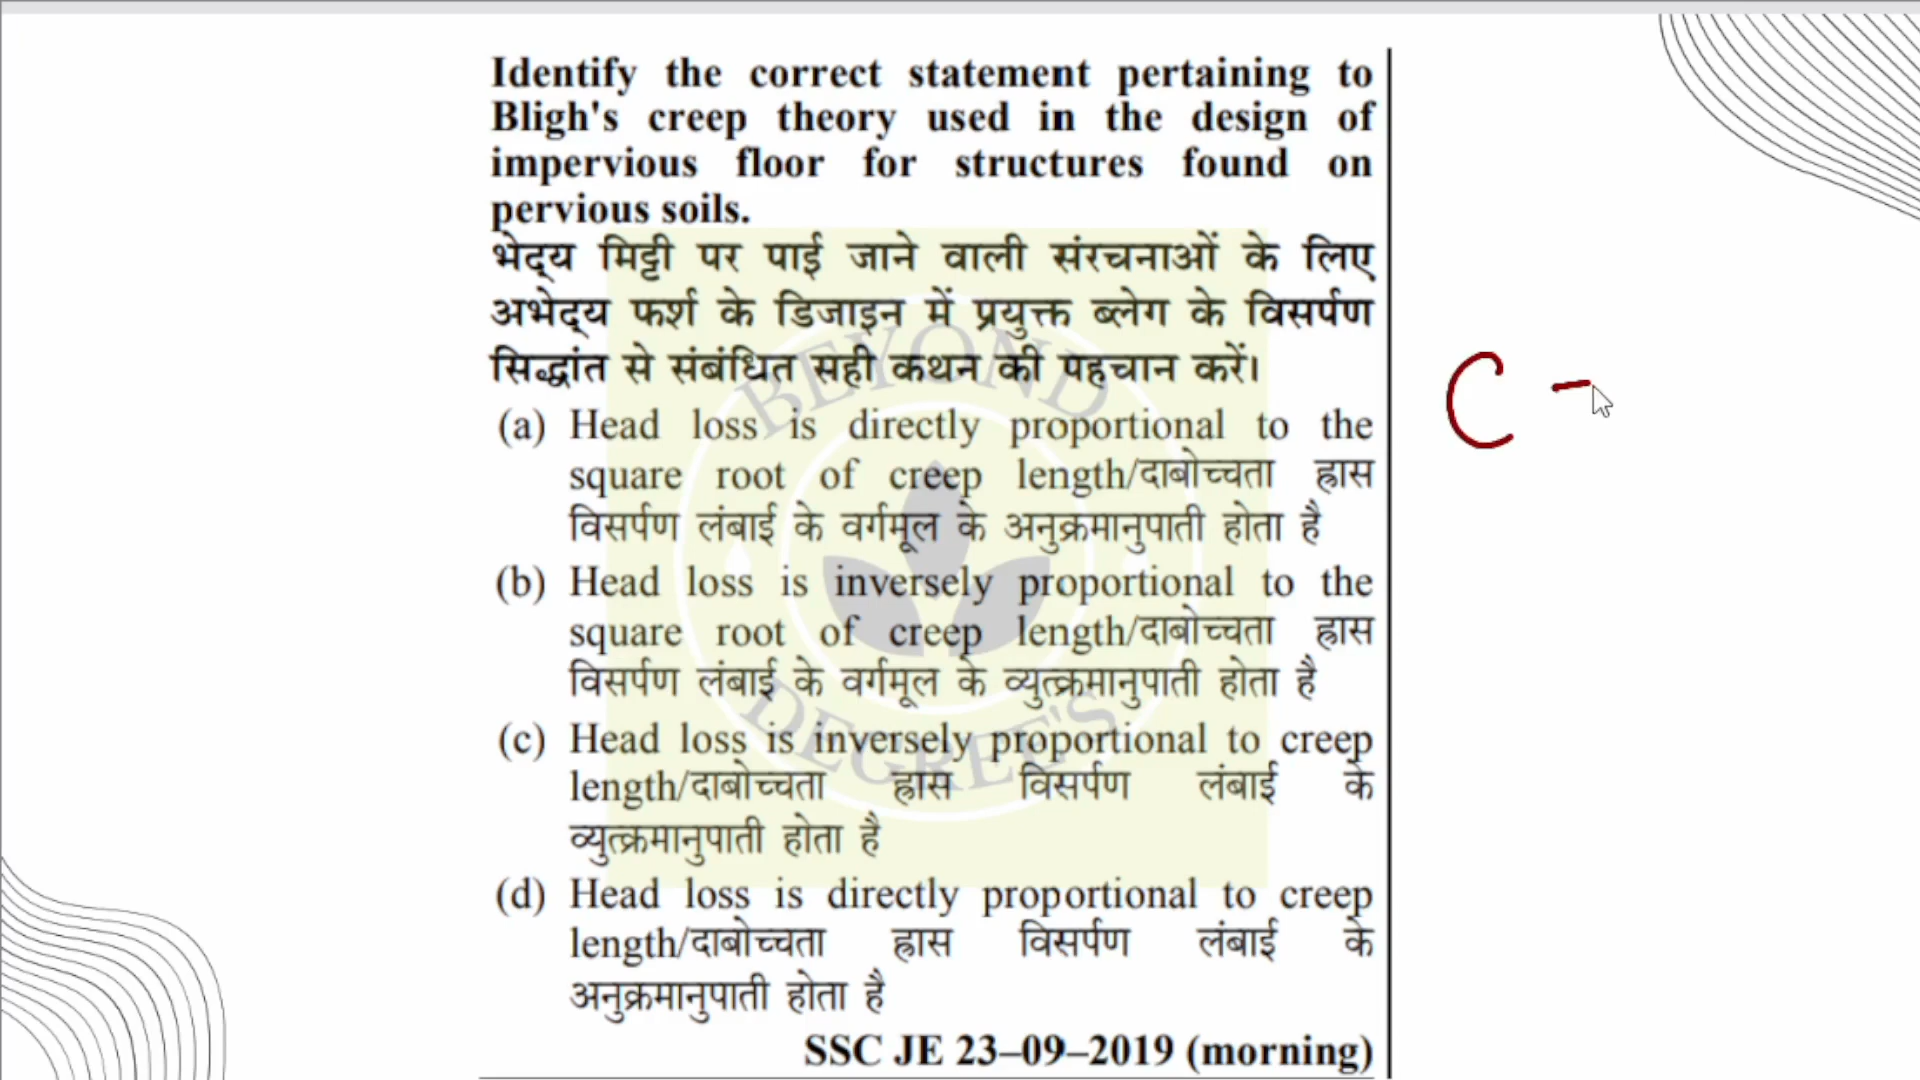 Identify the correct statement pertaining to
Bligh's creep theory used in the design of
impervious floor for structures found on
pervious soils.
भेद्य मिट्टी पर पाई जाने वाली संरचनाओं के लिए
अभेद्य फर्श के डिजाइन में प्रयुक्त ब्लेग के विसर्पण
सिद्धांत से संबंधित सही कथन की पहचान करें।
(a) Head loss is directly proportional to the
square root of creep length/दाबोच्चता ह्रास
विसर्पण लंबाई के वर्गमूल के अनुक्रमानुपाती होता है
(b) Head loss is inversely proportional to the
square root of creep length/दाबोच्चता ह्रास
विसर्पण लंबाई के वर्गमूल के व्युत्क्रमानुपाती होता है
(c) Head loss is inversely proportional to creep
length/दाबोच्चता ह्रास विसर्पण लंबाई के
व्युत्क्रमानुपाती होता है
(d) Head loss is directly proportional to creep
length/दाबोच्चता ह्रास विसर्पण लंबाई के
अनुक्रमानुपाती होता है
SSC JE 23–09–2019 (morning)
C -
BEYOND
DEGREE'S